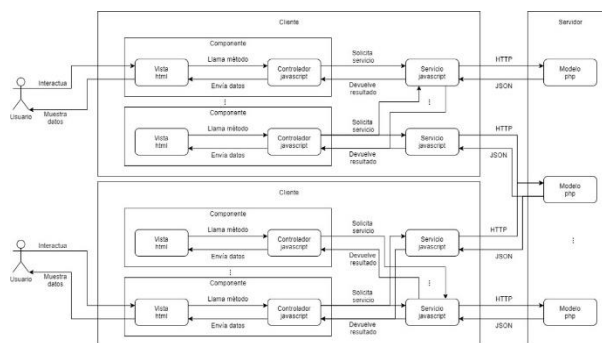 Cliente
Servidor
Componente
Vista
html
Llama método
Envía datos
Controlador
javascript
Solicita
servicio
Devuelve
resultado
Servicio
javascript
HTTP
JSON
Modelo
php
Interactua
Muestra
datos
Usuario
⋮
⋮
Componente
Vista
html
Llama método
Envía datos
Controlador
javascript
Solicita
servicio
Devuelve
resultado
Servicio
javascript
HTTP
JSON
Modelo
php
Cliente
Componente
Vista
html
Llama método
Envía datos
Controlador
javascript
Solicita
servicio
Devuelve
resultado
Servicio
javascript
HTTP
JSON
⋮
Interactua
Muestra
datos
Usuario
⋮
⋮
Componente
Vista
html
Llama método
Envía datos
Controlador
javascript
Solicita
servicio
Devuelve
resultado
Servicio
javascript
HTTP
JSON
Modelo
php